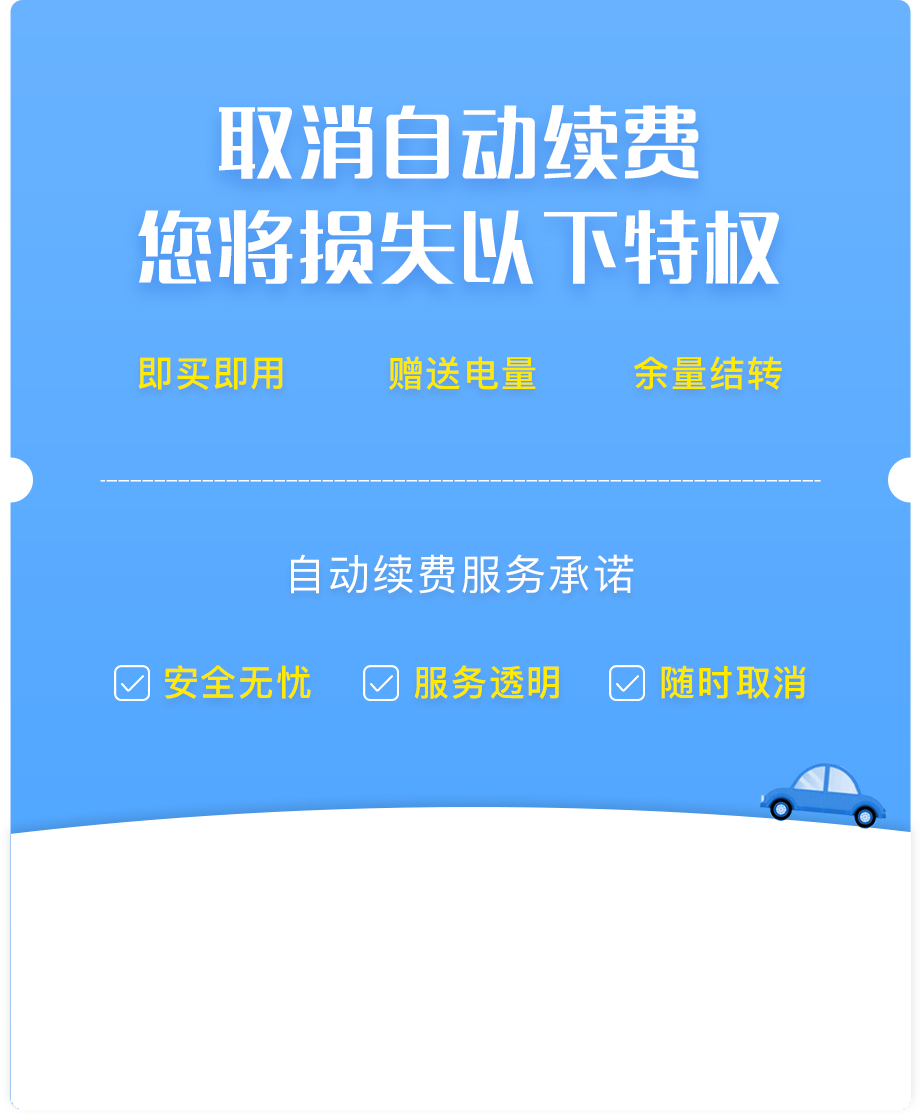 取消自动续费
您将损失以下特权
即买即用 赠送电量 余量结转
自动续费服务承诺
安全无忧 服务透明 随时取消